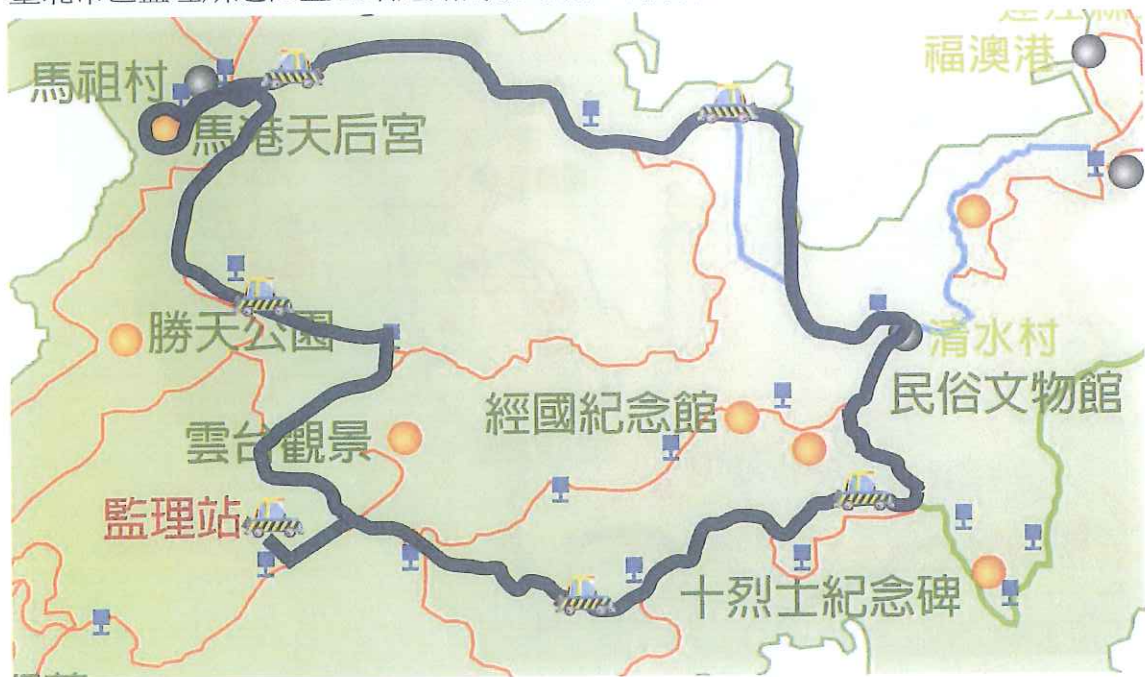 福澳港
馬祖村
馬港天后宮
勝天公園
清水村
民俗文物館
經國紀念館
雲台觀景
監理站
十烈士紀念碑